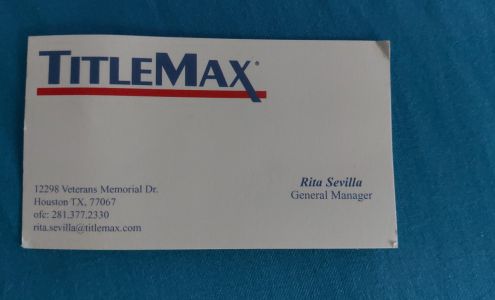 TITLEMAX®
Rita Sevilla
General Manager
12298 Veterans Memorial Dr.
Houston TX, 77067
ofc: 281.377.2330
rita.sevilla@titlemax.com